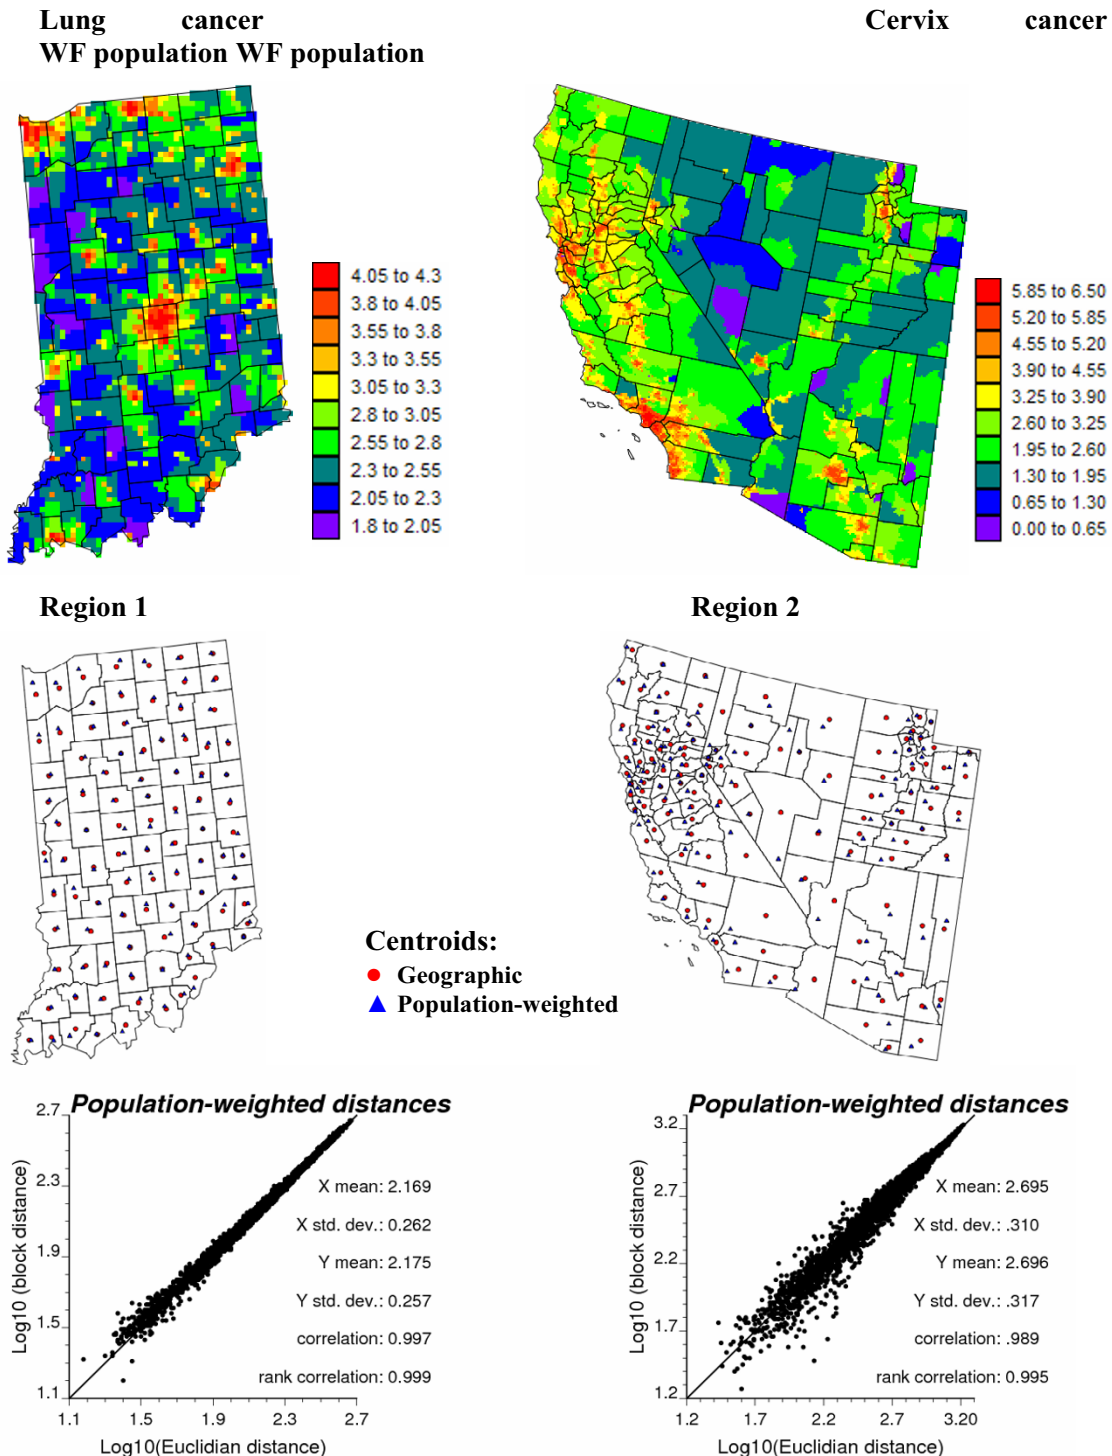 Lung cancer
Cervix cancer
WF population WF population
4.05 to 4.3
3.8 to 4.05
3.55 to 3.8
3.3 to 3.55
3.05 to 3.3
2.8 to 3.05
2.55 to 2.8
2.3 to 2.55
2.05 to 2.3
1.8 to 2.05
5.85 to 6.50
5.20 to 5.85
4.55 to 5.20
3.90 to 4.55
3.25 to 3.90
2.60 to 3.25
1.95 to 2.60
1.30 to 1.95
0.65 to 1.30
0.00 to 0.65
Region 1
Region 2
Centroids:
Geographic
Population-weighted
Population-weighted distances
2.7
2.3
1.9
1.5
1.1
Log10 (block distance)
X mean: 2.169
X std. dev.: 0.262
Y mean: 2.175
Y std. dev.: 0.257
correlation: 0.997
rank correlation: 0.999
1.1 1.5 1.9 2.3 2.7
Log10(Euclidian distance)
Population-weighted distances
3.2
2.7
2.2
1.7
1.2
Log10 (block distance)
X mean: 2.695
X std. dev.: .310
Y mean: 2.696
Y std. dev.: .317
correlation: .989
rank correlation: 0.995
1.2 1.7 2.2 2.7 3.20
Log10(Euclidian distance)